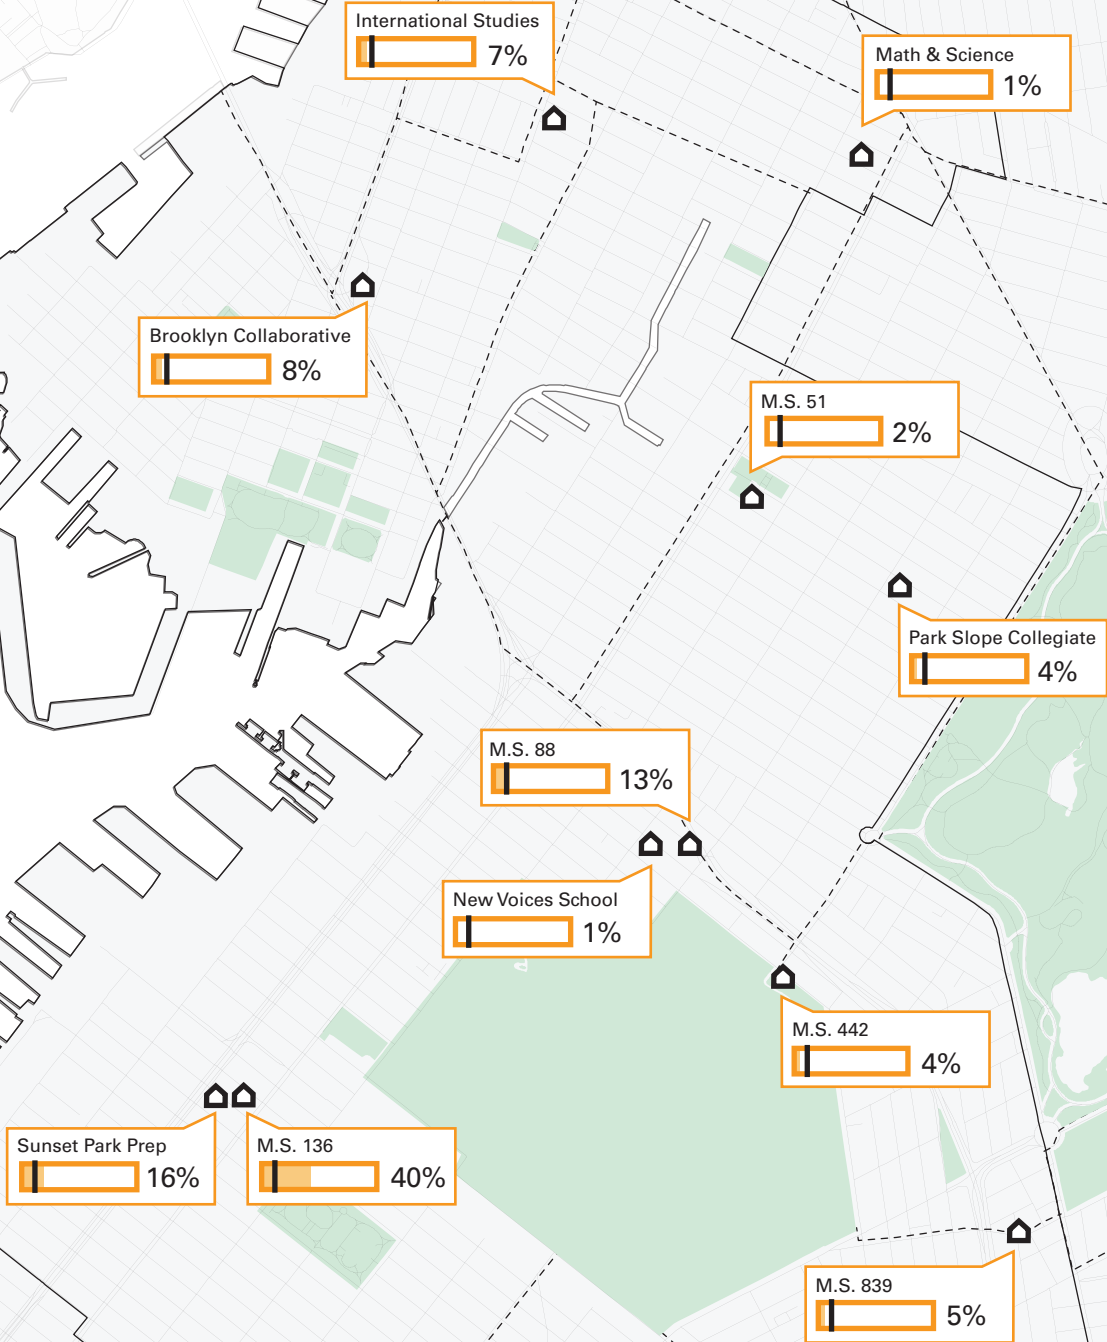 International Studies
7%
Math & Science
1%
Brooklyn Collaborative
8%
M.S. 51
2%
Park Slope Collegiate
4%
M.S. 88
13%
New Voices School
1%
M.S. 442
4%
Sunset Park Prep
16%
M.S. 136
40%
M.S. 839
5%